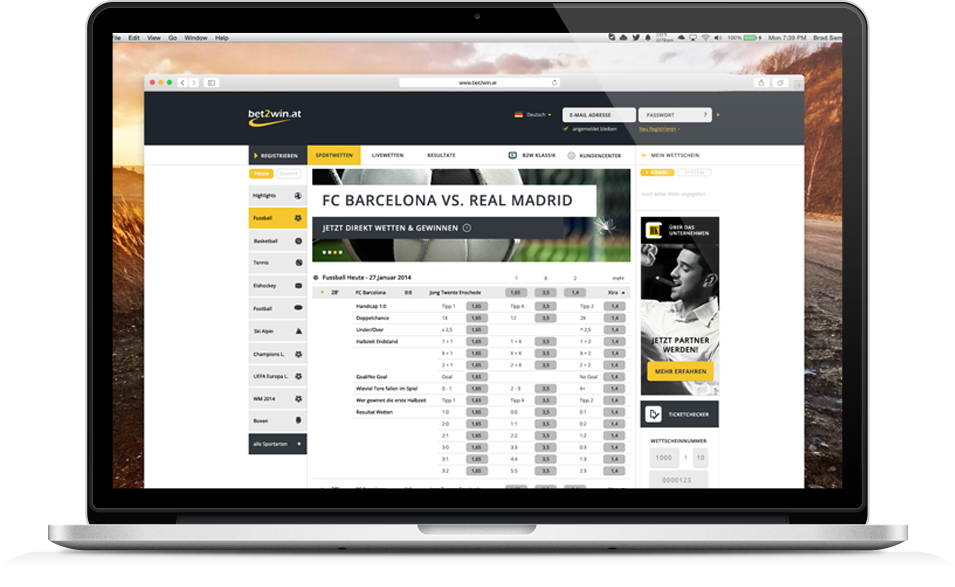 File Edit View Go Window Help
100% Mon 7:39 PM Brad Sam
www.bet2win.at
bet2win.at
Deutsch
E-MAIL ADRESSE
PASSWORT ?
angemeldet bleiben
Neu Registrieren
REGISTRIEREN
SPORTWETTEN
LIVEWETTEN
RESULTATE
B2W KLASSIK
KUNDENCENTER
MEIN WETTSCHEIN
Heute
Highlights
Fussball
Basketball
Tennis
Eishockey
Football
Ski Alpin
Champions L.
UEFA Europa L.
WM 2014
Boxen
alle Sportarten +
FC BARCELONA VS. REAL MADRID
JETZT DIREKT WETTEN & GEWINNEN
Fussball Heute - 27.Januar 2014 1 X 2 mehr
28' FC Barcelona 0:0 Jong Twente Enschede 1,65 3,5 1,4 Xtra
Handicap 1:0 Tipp 1 1,65 Tipp X 3,5 Tipp 2 1,4
Doppelchance 1X 1,65 12 3,5 2X 1,4
Under/Over v 2,5 1,65 ^ 2,5 1,4
Halbzeit Endstand 1 + 1 1,65 1 + X 3,5 1 + 2 1,4
X + 1 1,65 X + X 3,5 X + 2 1,4
2 + 1 1,65 2 + X 3,5 2 + 2 1,4
Goal/No Goal Goal 1,65 No Goal 1,4
Wieviel Tore fallen im Spiel 0 - 1 1,65 2 - 3 3,5 4+ 1,4
Wer gewinnt die erste Halbzeit Tipp 1 1,65 Tipp X 3,5 Tipp 2 1,4
Resultat Wetten 1:0 1,65 0:0 3,5 0:1 1,4
2:0 1,65 1:1 3,5 0:2 1,4
2:1 1,65 2:2 3,5 1:2 1,4
3:0 1,65 3:3 3,5 0:3 1,4
3:1 1,65 4:4 3,5 1:3 1,4
3:2 1,65 5:5 3,5 2:3 1,4
KOMBI
SYSTEM
noch keine Wette abgegeben
ÜBER DAS
UNTERNEHMEN
JETZT PARTNER
WERDEN!
MEHR ERFAHREN
TICKETCHECKER
WETTSCHEINNUMMER
1000 1 10
0000123